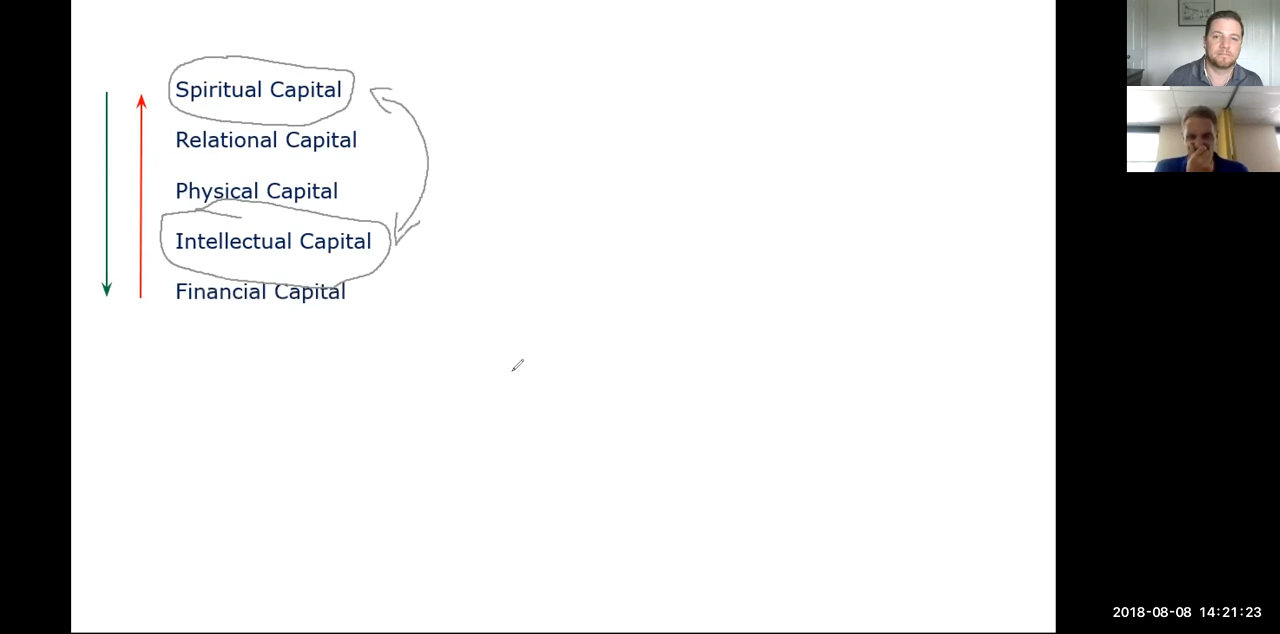 Spiritual Capital
Relational Capital
Physical Capital
Intellectual Capital
Financial Capital
2018-08-08 14:21:23